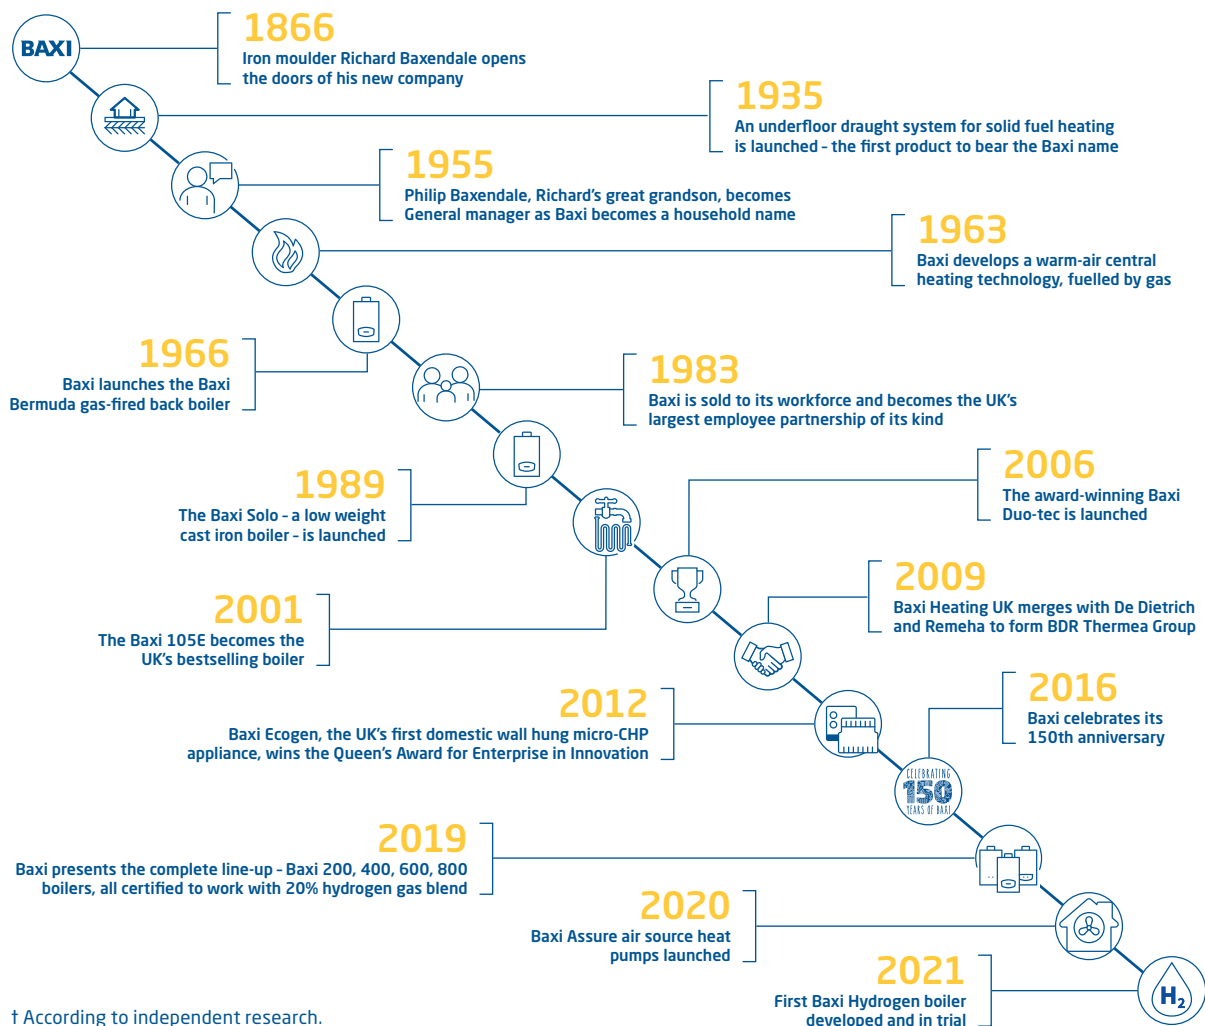 BAXI
1866
Iron moulder Richard Baxendale opens
the doors of his new company
1935
An underfloor draught system for solid fuel heating
is launched – the first product to bear the Baxi name
1955
Philip Baxendale, Richard's great grandson, becomes
General manager as Baxi becomes a household name
1963
Baxi develops a warm-air central
heating technology, fuelled by gas
1966
Baxi launches the Baxi
Bermuda gas-fired back boiler
1983
Baxi is sold to its workforce and becomes the UK's
largest employee partnership of its kind
1989
The Baxi Solo – a low weight
cast iron boiler – is launched
2006
The award-winning Baxi
Duo-tec is launched
2001
The Baxi 105E becomes the
UK's bestselling boiler
2009
Baxi Heating UK merges with De Dietrich
and Remeha to form BDR Thermea Group
2012
Baxi Ecogen, the UK's first domestic wall hung micro-CHP
appliance, wins the Queen's Award for Enterprise in Innovation
2016
Baxi celebrates its
150th anniversary
CELEBRATING
150
YEARS OF BAXI
2019
Baxi presents the complete line-up – Baxi 200, 400, 600, 800
boilers, all certified to work with 20% hydrogen gas blend
2020
Baxi Assure air source heat
pumps launched
2021
First Baxi Hydrogen boiler
developed and in trial
H₂
† According to independent research.